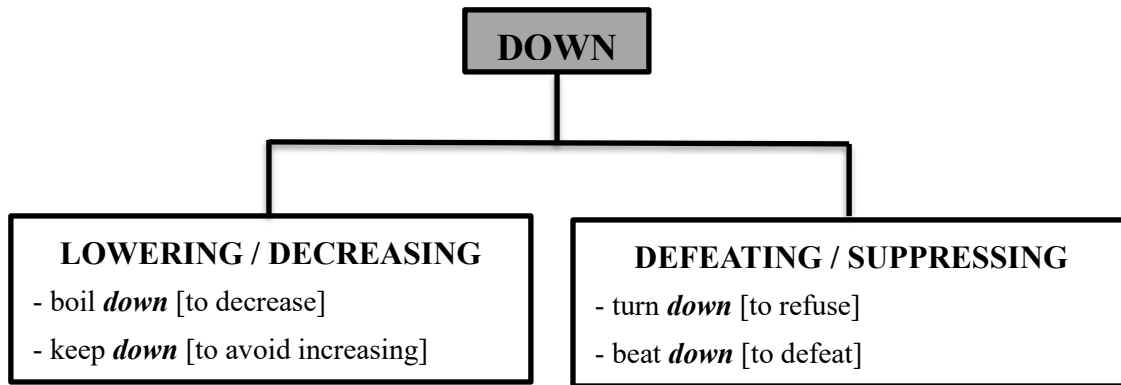 DOWN
LOWERING / DECREASING
- boil down [to decrease]
- keep down [to avoid increasing]
DEFEATING / SUPPRESSING
- turn down [to refuse]
- beat down [to defeat]